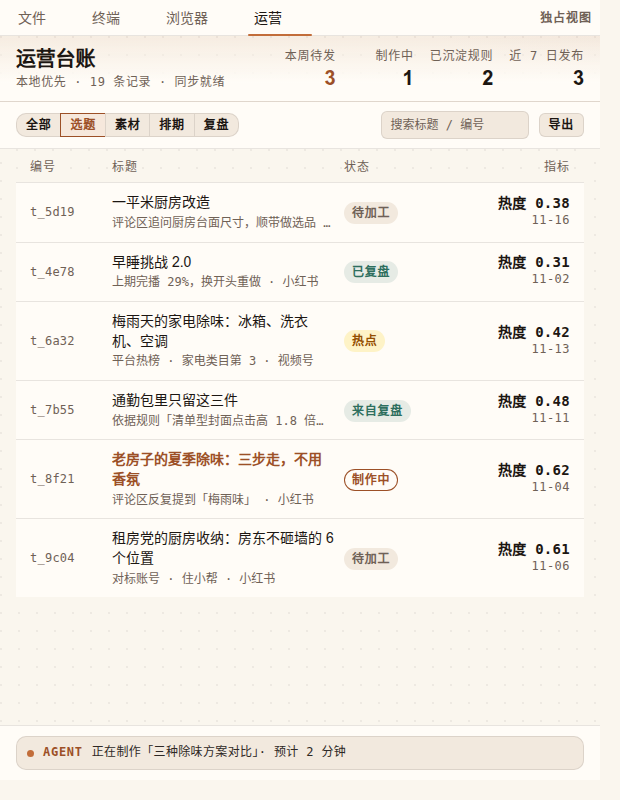 文件 终端 浏览器 运营 独占视图
运营台账
本地优先 · 19 条记录 · 同步就绪
本周待发 制作中 已沉淀规则 近 7 日发布
3 1 2 3
全部 选题 素材 排期 复盘 搜索标题 / 编号 导出
编号 标题 状态 指标
t_5d19 一平米厨房改造 待加工 热度 0.38
评论区追问厨房台面尺寸，顺带做选品 … 11-16
t_4e78 早睡挑战 2.0 已复盘 热度 0.31
上期完播 29%，换开头重做 · 小红书 11-02
t_6a32 梅雨天的家电除味：冰箱、洗衣
机、空调 热点 热度 0.42
平台热榜 · 家电类目第 3 · 视频号 11-13
t_7b55 通勤包里只留这三件 来自复盘 热度 0.48
依据规则「清单型封面点击高 1.8 倍… 11-11
t_8f21 老房子的夏季除味：三步走，不用
香氛 制作中 热度 0.62
评论区反复提到「梅雨味」 · 小红书 11-04
t_9c04 租房党的厨房收纳：房东不砸墙的 6
个位置 待加工 热度 0.61
对标账号 · 住小帮 · 小红书 11-06
AGENT 正在制作「三种除味方案对比」· 预计 2 分钟